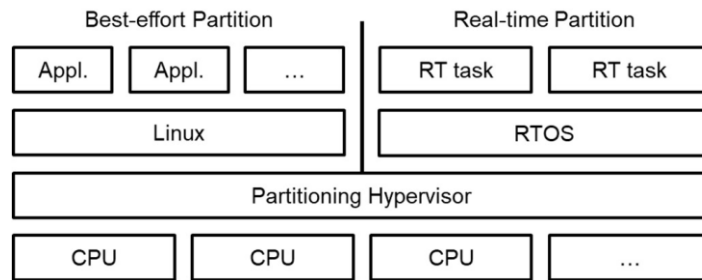 Best-effort Partition Real-time Partition
Appl. Appl. ... RT task RT task
Linux RTOS
Partitioning Hypervisor
CPU CPU CPU ...